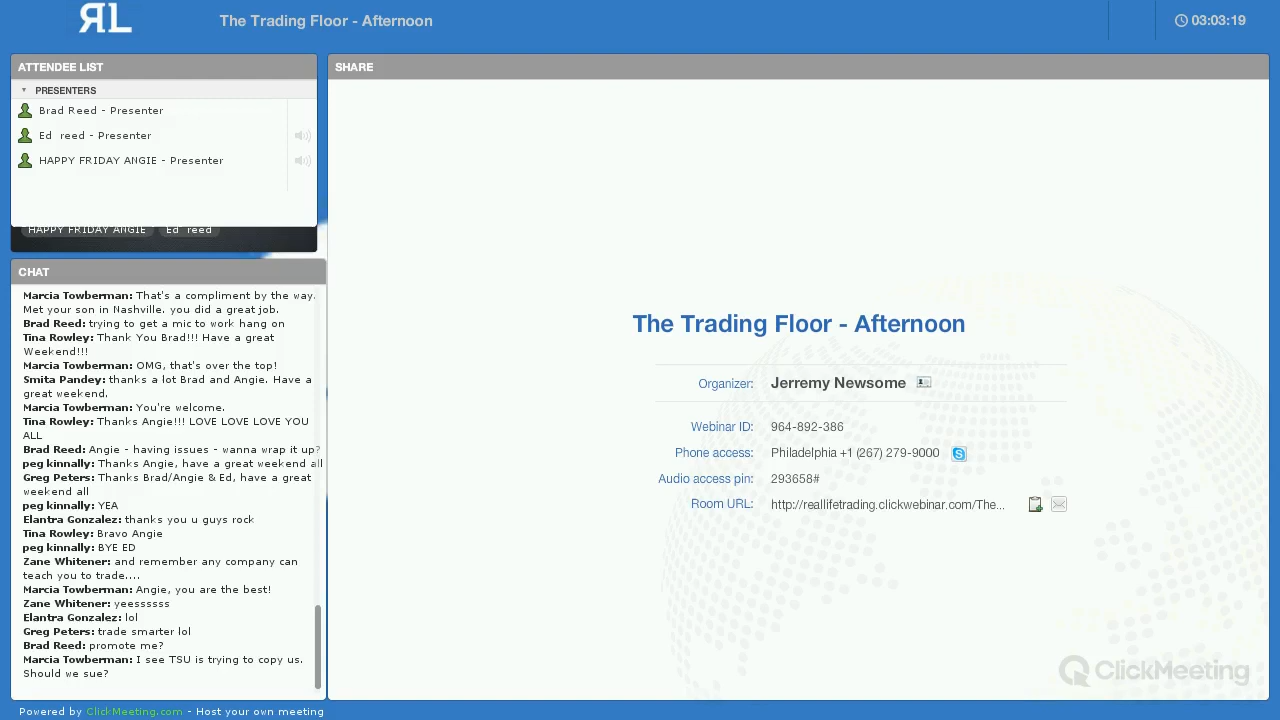 ЯL
The Trading Floor - Afternoon
03:03:19
ATTENDEE LIST
PRESENTERS
Brad Reed - Presenter
Ed reed - Presenter
HAPPY FRIDAY ANGIE - Presenter
HAPPY FRIDAY ANGIE Ed reed
CHAT
Marcia Towberman: That's a compliment by the way.
Met your son in Nashville. you did a great job.
Brad Reed: trying to get a mic to work hang on
Tina Rowley: Thank You Brad!!! Have a great
Weekend!!!
Marcia Towberman: OMG, that's over the top!
Smita Pandey: thanks a lot Brad and Angie. Have a
great weekend.
Marcia Towberman: You're welcome.
Tina Rowley: Thanks Angie!!! LOVE LOVE LOVE YOU
ALL
Brad Reed: Angie - having issues - wanna wrap it up?
peg kinnally: Thanks Angie, have a great weekend all
Greg Peters: Thanks Brad/Angie & Ed, have a great
weekend all
peg kinnally: YEA
Elantra Gonzalez: thanks you u guys rock
Tina Rowley: Bravo Angie
peg kinnally: BYE ED
Zane Whitener: and remember any company can
teach you to trade....
Marcia Towberman: Angie, you are the best!
Zane Whitener: yeesssss
Elantra Gonzalez: lol
Greg Peters: trade smarter lol
Brad Reed: promote me?
Marcia Towberman: I see TSU is trying to copy us.
Should we sue?
Powered by ClickMeeting.com - Host your own meeting
SHARE
The Trading Floor - Afternoon
Organizer: Jerremy Newsome
Webinar ID: 964-892-386
Phone access: Philadelphia +1 (267) 279-9000
Audio access pin: 293658#
Room URL: http://reallifetrading.clickwebinar.com/The...
ClickMeeting